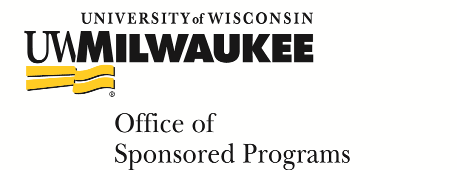 UNIVERSITY of WISCONSIN
UWMILWAUKEE
®
Office of
Sponsored Programs